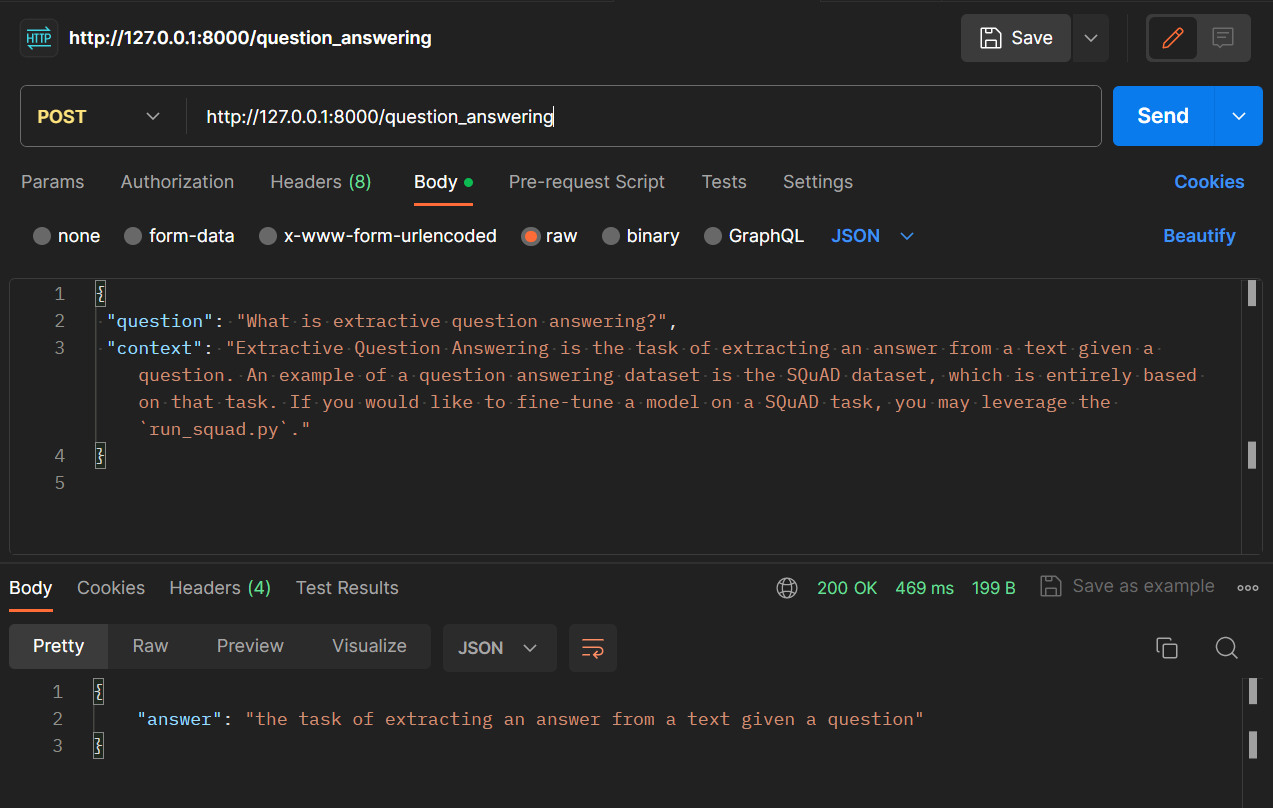 HTTP http://127.0.0.1:8000/question_answering Save
POST http://127.0.0.1:8000/question_answering Send
Params Authorization Headers (8) Body Pre-request Script Tests Settings Cookies
none form-data x-www-form-urlencoded raw binary GraphQL JSON Beautify
1 {
2 "question": "What is extractive question answering?",
3 "context": "Extractive Question Answering is the task of extracting an answer from a text given a
question. An example of a question answering dataset is the SQuAD dataset, which is entirely based
on that task. If you would like to fine-tune a model on a SQuAD task, you may leverage the
`run_squad.py`."
4 }
5
Body Cookies Headers (4) Test Results 200 OK 469 ms 199 B Save as example
Pretty Raw Preview Visualize JSON
1 {
2 "answer": "the task of extracting an answer from a text given a question"
3 }